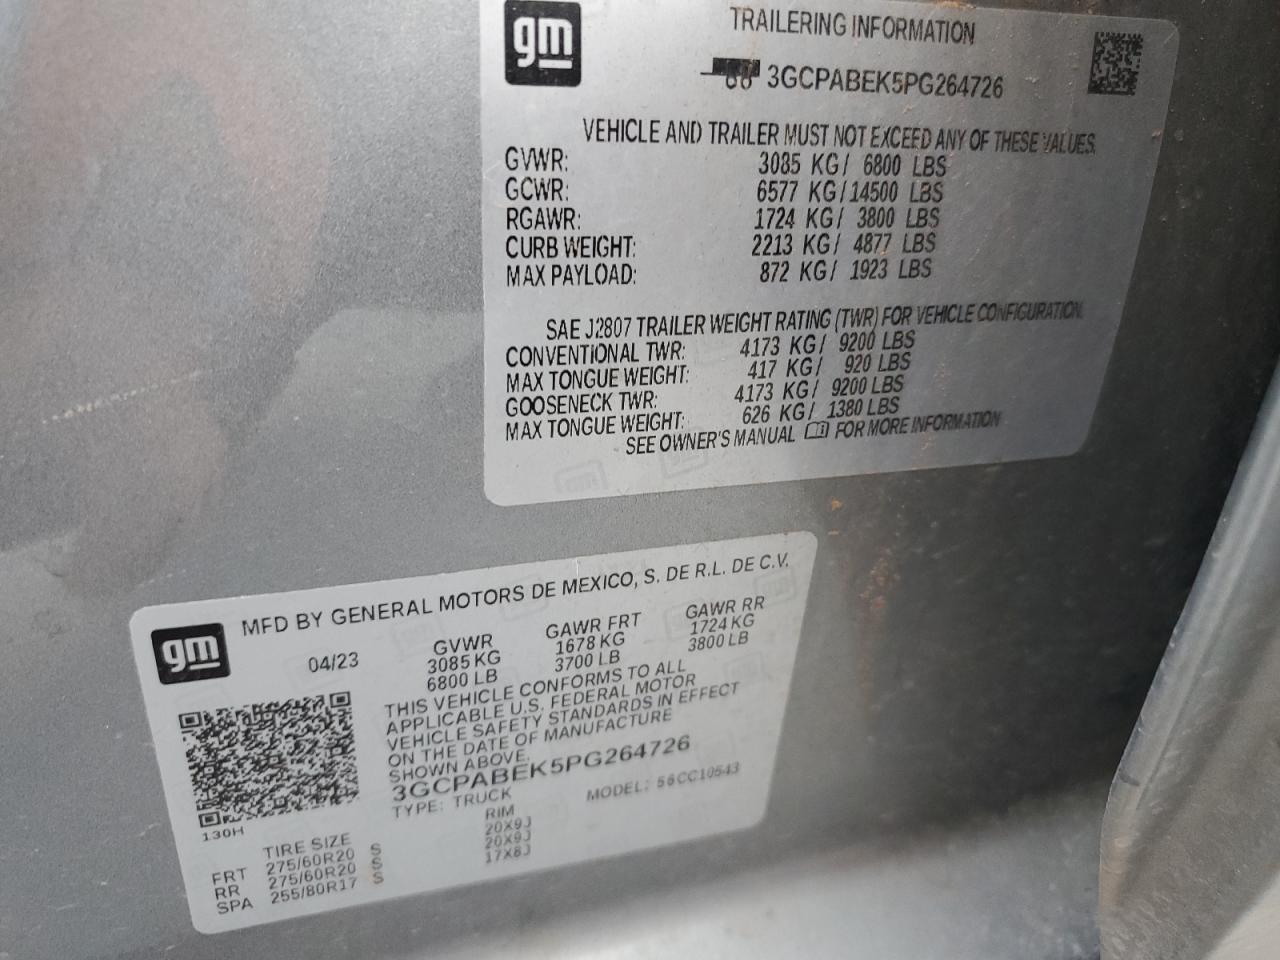 gm
TRAILERING INFORMATION
3GCPABEK5PG264726
VEHICLE AND TRAILER MUST NOT EXCEED ANY OF THESE VALUES.
GVWR: 3085 KG/ 6800 LBS
GCWR: 6577 KG/14500 LBS
RGAWR: 1724 KG/ 3800 LBS
CURB WEIGHT: 2213 KG/ 4877 LBS
MAX PAYLOAD: 872 KG/ 1923 LBS
SAE J2807 TRAILER WEIGHT RATING (TWR) FOR VEHICLE CONFIGURATION.
CONVENTIONAL TWR: 4173 KG/ 9200 LBS
MAX TONGUE WEIGHT: 417 KG/ 920 LBS
GOOSENECK TWR: 4173 KG/ 9200 LBS
MAX TONGUE WEIGHT: 626 KG/ 1380 LBS
SEE OWNER'S MANUAL FOR MORE INFORMATION
gm
MFD BY GENERAL MOTORS DE MEXICO, S. DE R.L. DE C.V.
04/23 GVWR GAWR FRT GAWR RR
3085 KG 1678 KG 1724 KG
6800 LB 3700 LB 3800 LB
THIS VEHICLE CONFORMS TO ALL
APPLICABLE U.S. FEDERAL MOTOR
VEHICLE SAFETY STANDARDS IN EFFECT
ON THE DATE OF MANUFACTURE
SHOWN ABOVE.
3GCPABEK5PG264726
TYPE: TRUCK MODEL: 56CC10543
130H
TIRE SIZE RIM
FRT 275/60R20 S 20X9J
RR 275/60R20 S 20X9J
SPA 255/80R17 S 17X8J